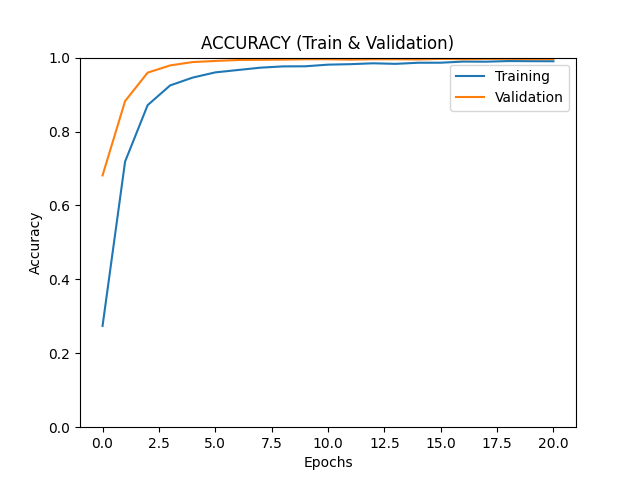 ACCURACY (Train & Validation)
1.0
0.8
0.6
0.4
0.2
0.0
Accuracy
Training
Validation
0.0 2.5 5.0 7.5 10.0 12.5 15.0 17.5 20.0
Epochs